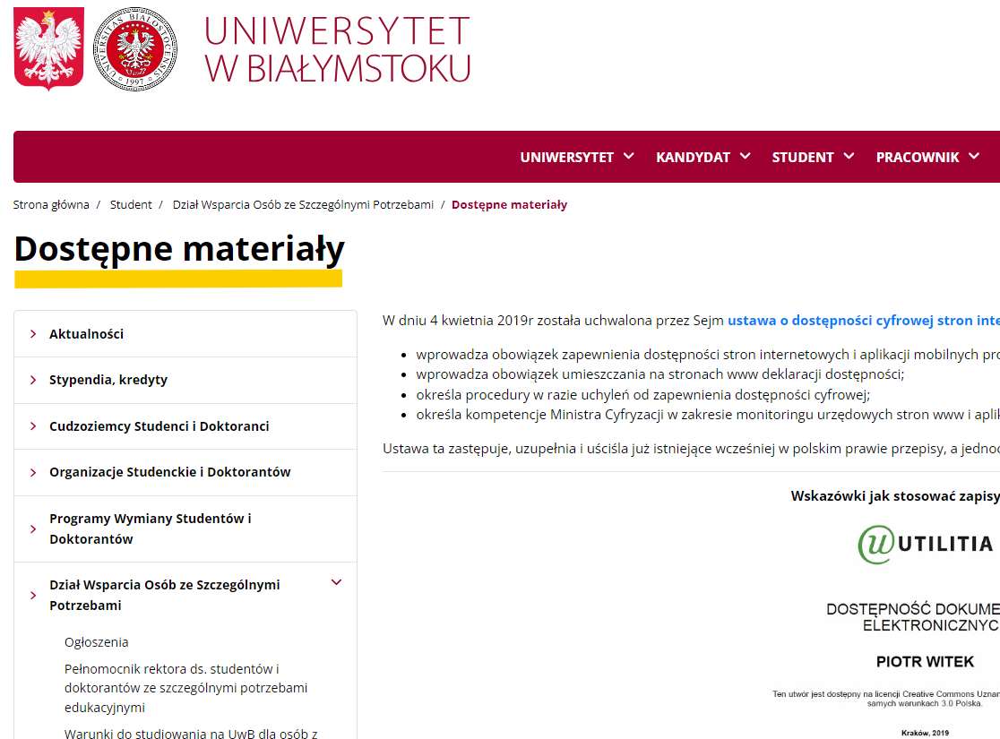 UNIWERSYTET
W BIAŁYMSTOKU
UNIVERSITAS BIALOSTOCENSIS
1997
UNIWERSYTET KANDYDAT STUDENT PRACOWNIK
Strona główna / Student / Dział Wsparcia Osób ze Szczególnymi Potrzebami / Dostępne materiały
Dostępne materiały
Aktualności
Stypendia, kredyty
Cudzoziemcy Studenci i Doktoranci
Organizacje Studenckie i Doktorantów
Programy Wymiany Studentów i
Doktorantów
Dział Wsparcia Osób ze Szczególnymi
Potrzebami
Ogłoszenia
Pełnomocnik rektora ds. studentów i
doktorantów ze szczególnymi potrzebami
edukacyjnymi
Warunki do studiowania na UwB dla osób z
W dniu 4 kwietnia 2019r została uchwalona przez Sejm ustawa o dostępności cyfrowej stron inte
wprowadza obowiązek zapewnienia dostępności stron internetowych i aplikacji mobilnych pro
wprowadza obowiązek umieszczania na stronach www deklaracji dostępności;
określa procedury w razie uchyleń od zapewnienia dostępności cyfrowej;
określa kompetencje Ministra Cyfryzacji w zakresie monitoringu urzędowych stron www i aplik
Ustawa ta zastępuje, uzupełnia i uściśla już istniejące wcześniej w polskim prawie przepisy, a jednoc
Wskazówki jak stosować zapisy
UTILITIA
DOSTĘPNOŚĆ DOKUME
ELEKTRONICZNYC
PIOTR WITEK
Ten utwór jest dostępny na licencji Creative Commons Uznan
samych warunkach 3.0 Polska.
Kraków, 2019